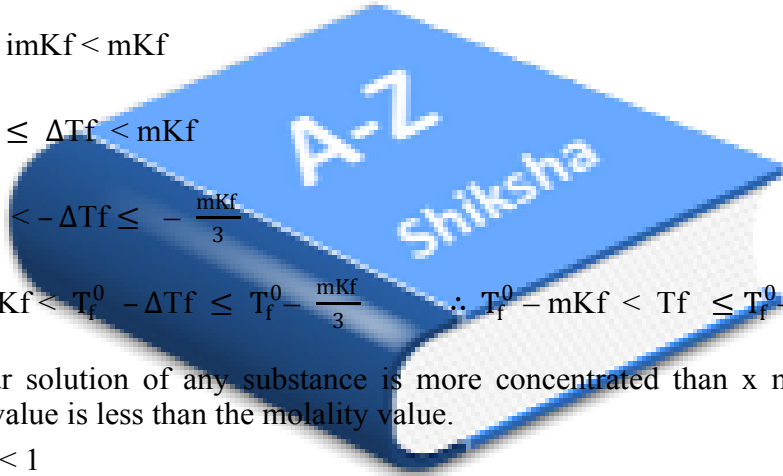 imKf < mKf
A-Z
Shiksha
≤ ΔTf < mKf
< – ΔTf ≤ – mKf/3
Kf < T_f^0 – ΔTf ≤ T_f^0 – mKf/3 ∴ T_f^0 – mKf < Tf ≤ T_f^0 –
solution of any substance is more concentrated than x
value is less than the molality value.
< 1